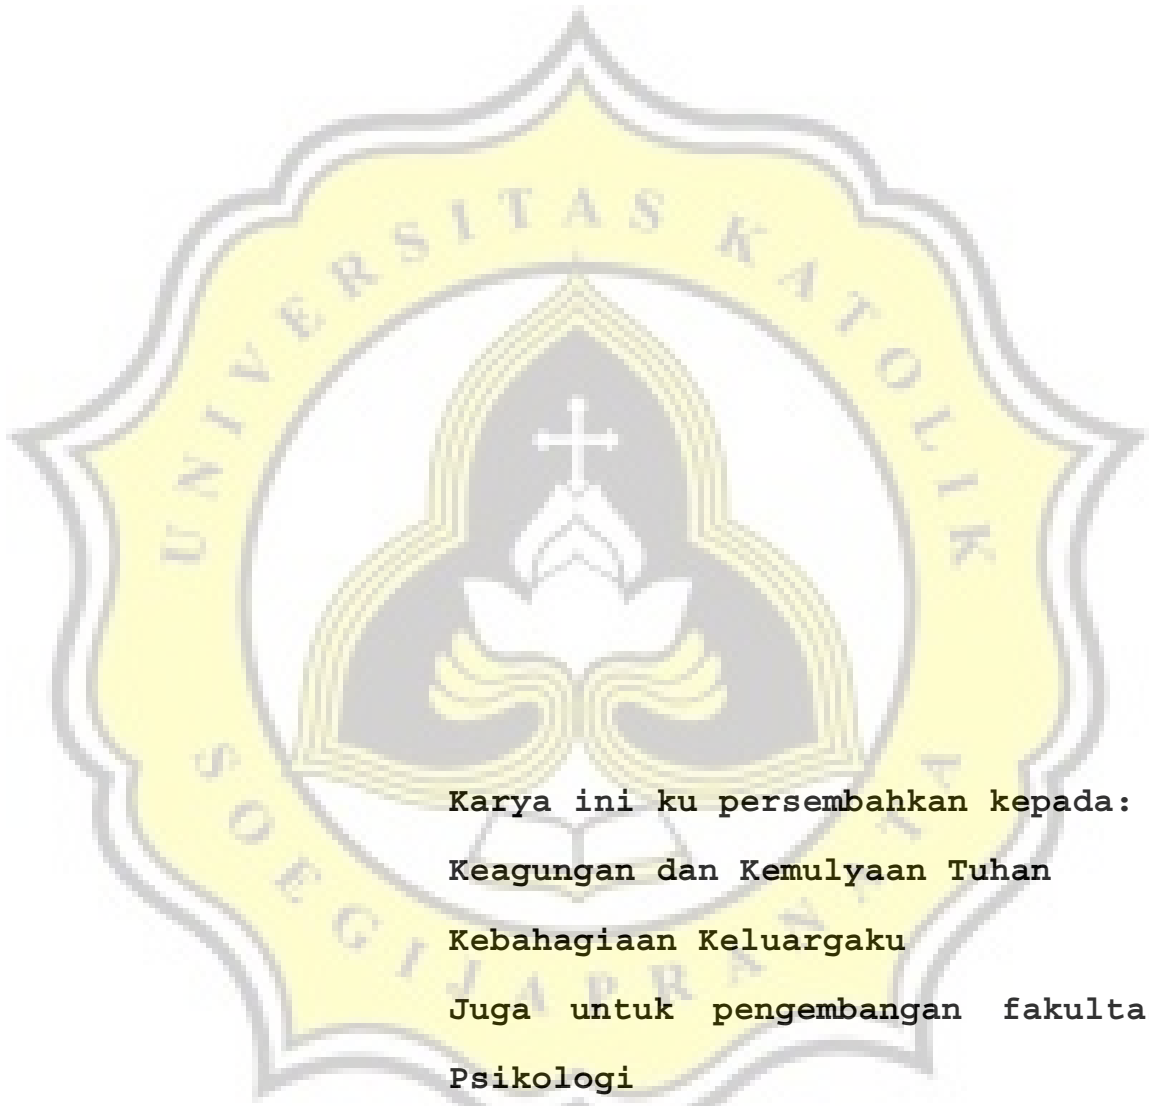 UNIVERSITAS KATOLIK
SOEGIJAPRANATA
Karya ini ku persembahkan kepada:
Keagungan dan Kemulyaan Tuhan
Kebahagiaan Keluargaku
Juga untuk pengembangan fakulta
Psikologi